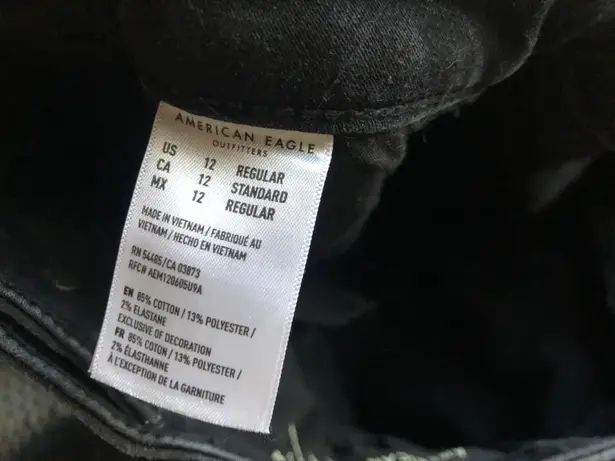 AMERICAN EAGLE
OUTFITTERS
US 12 REGULAR
CA 12 STANDARD
MX 12 REGULAR
MADE IN VIETNAM / FABRIQUÉ AU
VIETNAM / HECHO EN VIETNAM
RN 54485/CA 03873
RFC# AEM120605U9A
EN 85% COTTON / 13% POLYESTER /
2% ELASTANE
EXCLUSIVE OF DECORATION
FR 85% COTON / 13% POLYESTER /
2% ÉLASTHANNE
À L'EXCEPTION DE LA GARNITURE